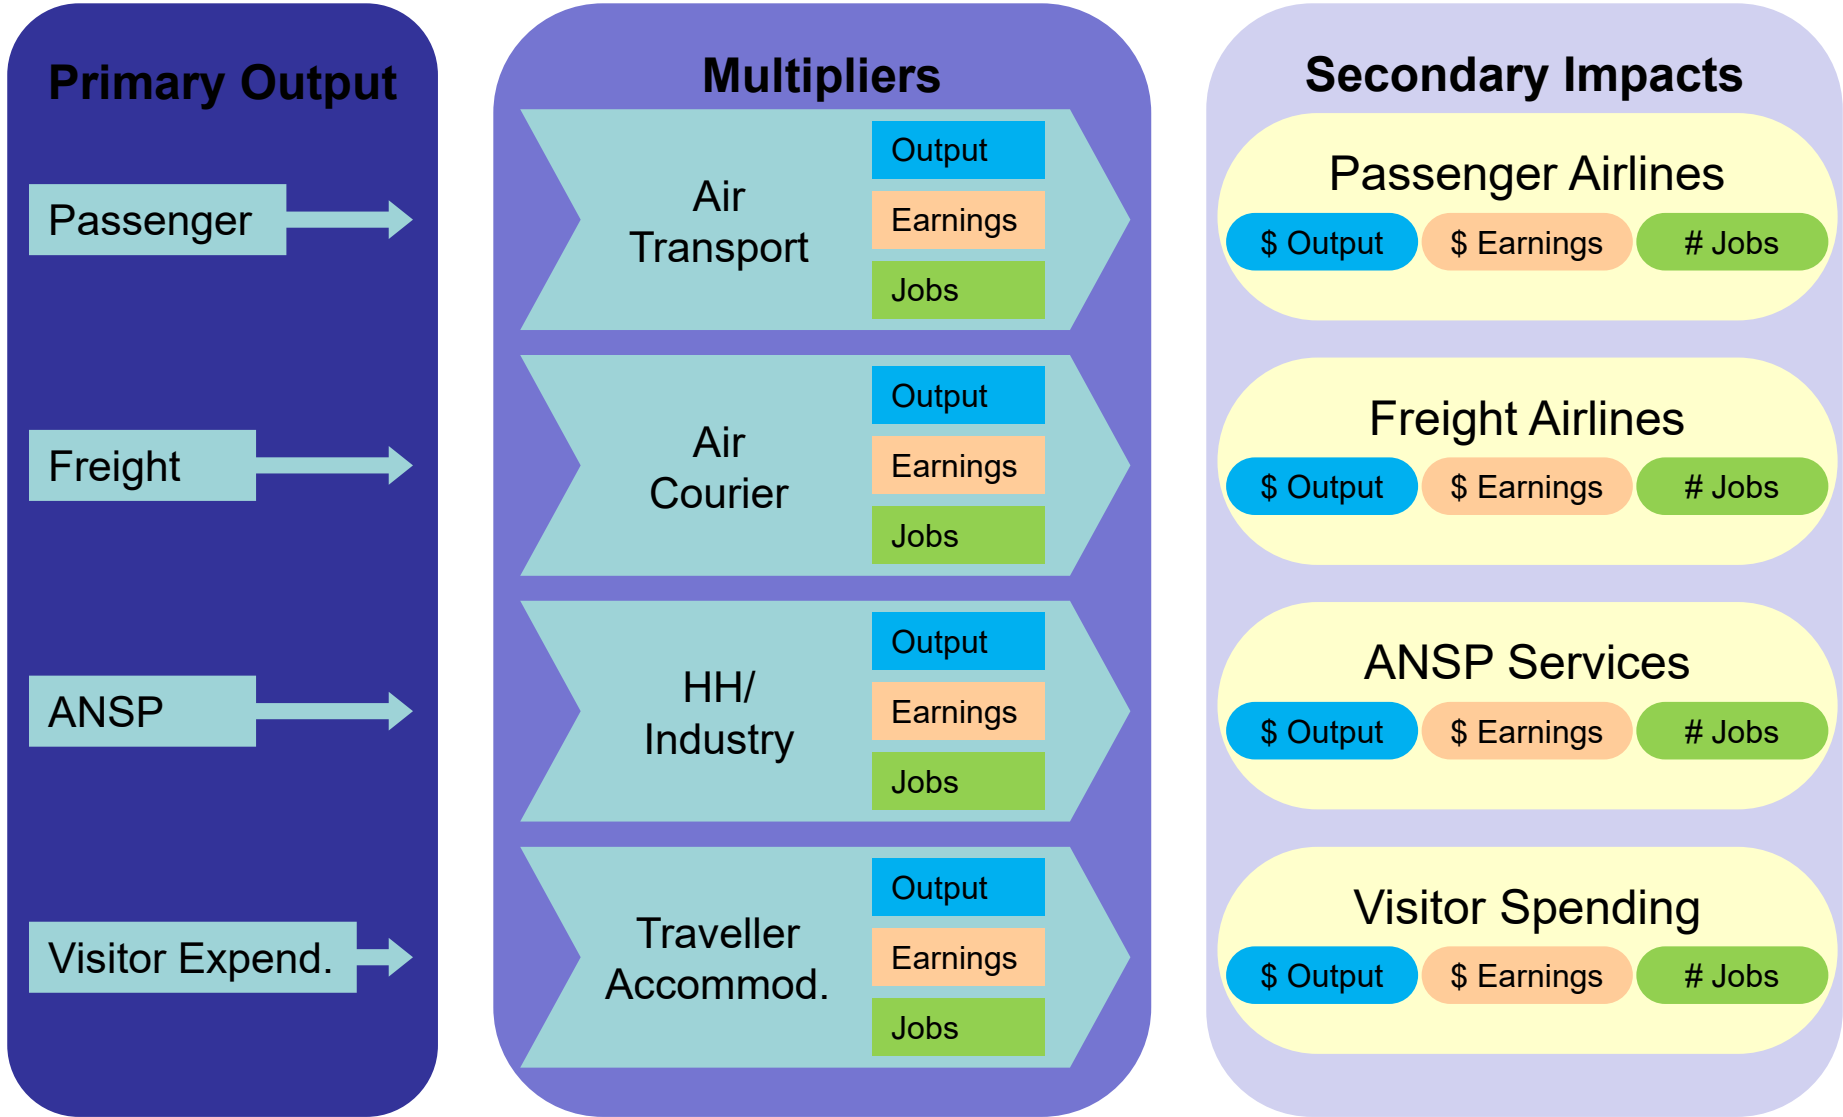 Primary Output
Passenger
Freight
ANSP
Visitor Expend.
Multipliers
Air
Transport
Output
Earnings
Jobs
Air
Courier
Output
Earnings
Jobs
HH/
Industry
Output
Earnings
Jobs
Traveller
Accommod.
Output
Earnings
Jobs
Secondary Impacts
Passenger Airlines
$ Output $ Earnings # Jobs
Freight Airlines
$ Output $ Earnings # Jobs
ANSP Services
$ Output $ Earnings # Jobs
Visitor Spending
$ Output $ Earnings # Jobs